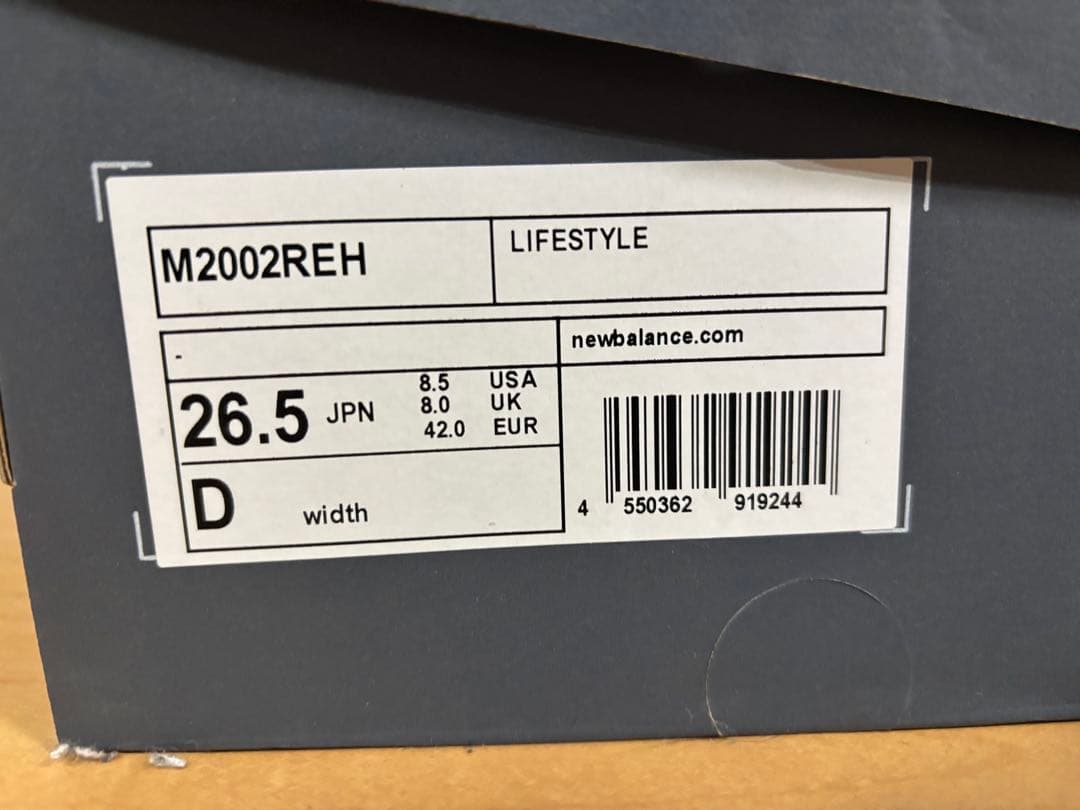 M2002REH
LIFESTYLE
-
newbalance.com
26.5 JPN
8.5 USA
8.0 UK
42.0 EUR
D width
4 550362 919244